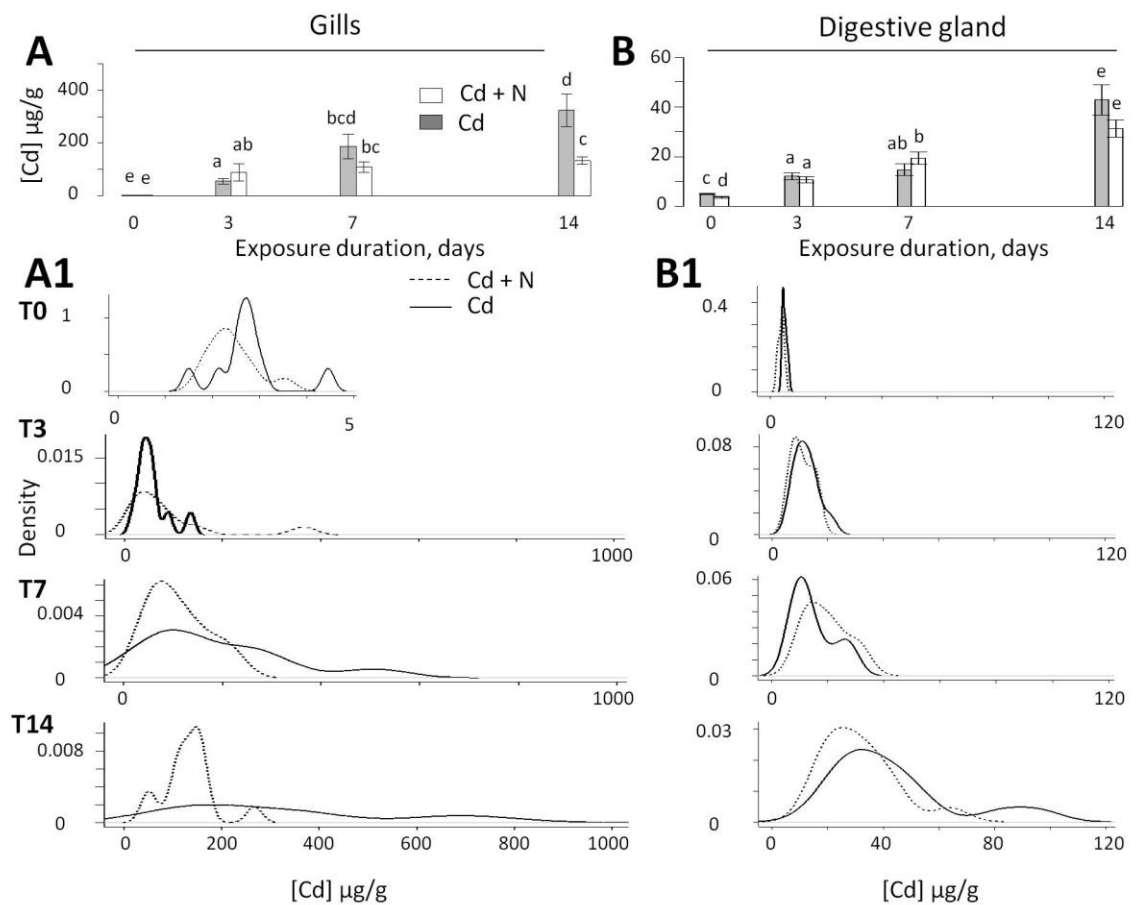 Gills
Digestive gland
A
B
[Cd] µg/g
400
200
0
Cd + N
Cd
e e
a ab
bcd bc
d c
0 3 7 14
Exposure duration, days
60
40
20
0
c d
a a
ab b
e e
0 3 7 14
Exposure duration, days
A1
Cd + N
Cd
B1
T0
1
0
0 5
0.4
0
0 120
T3
0.015
0
0 1000
0.08
0
0 120
Density
T7
0.004
0
0 1000
0.06
0
0 120
T14
0.008
0
0 200 400 600 800 1000
[Cd] µg/g
0.03
0.00
0 40 80 120
[Cd] µg/g